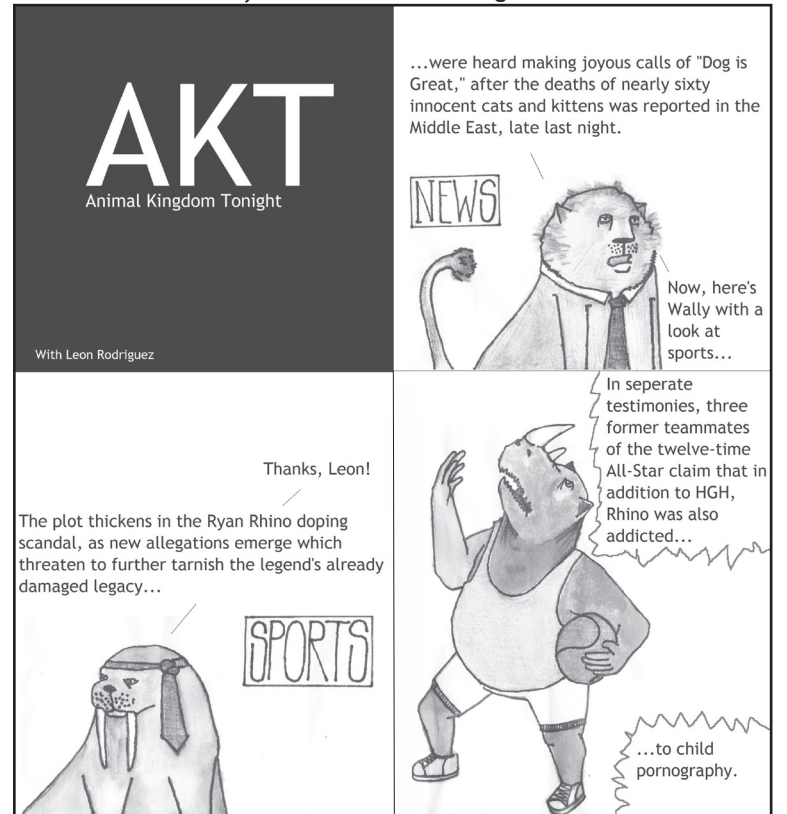 AKT
Animal Kingdom Tonight
With Leon Rodriguez
...were heard making joyous calls of "Dog is
Great," after the deaths of nearly sixty
innocent cats and kittens was reported in the
Middle East, late last night.
NEWS
Now, here's
Wally with a
look at
sports...
Thanks, Leon!
The plot thickens in the Ryan Rhino doping
scandal, as new allegations emerge which
threaten to further tarnish the legend's already
damaged legacy...
SPORTS
In seperate
testimonies, three
former teammates
of the twelve-time
All-Star claim that in
addition to HGH,
Rhino was also
addicted...
...to child
pornography.